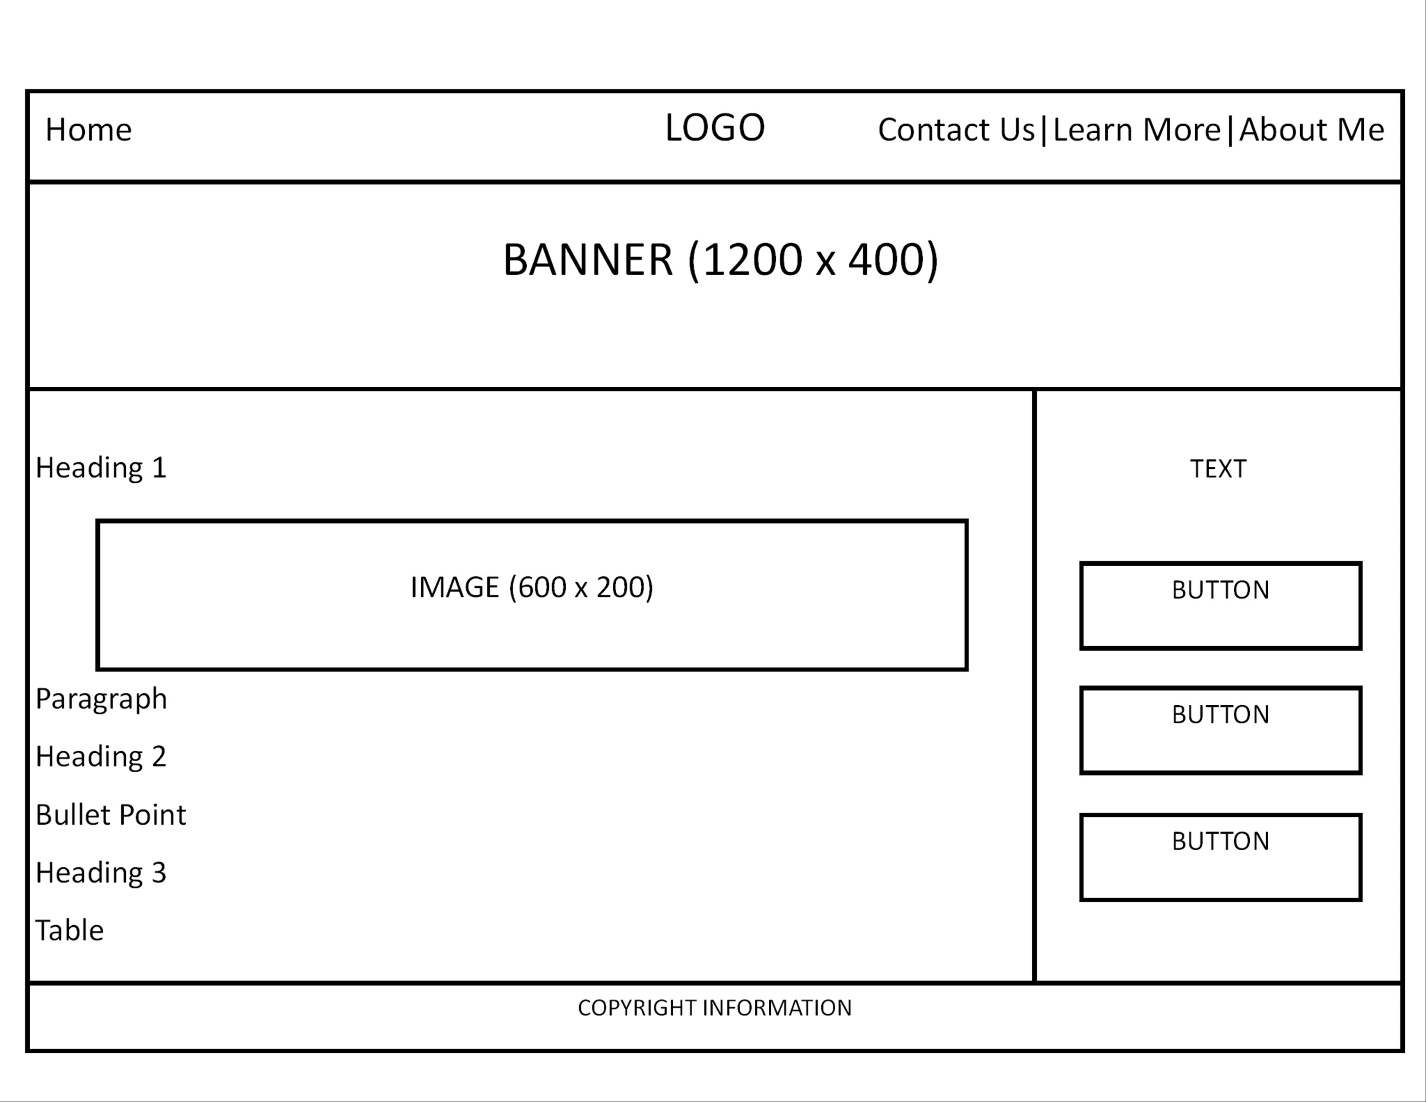 Home
LOGO
Contact Us|Learn More|About Me
BANNER (1200 x 400)
Heading 1
IMAGE (600 x 200)
Paragraph
Heading 2
Bullet Point
Heading 3
Table
TEXT
BUTTON
BUTTON
BUTTON
COPYRIGHT INFORMATION